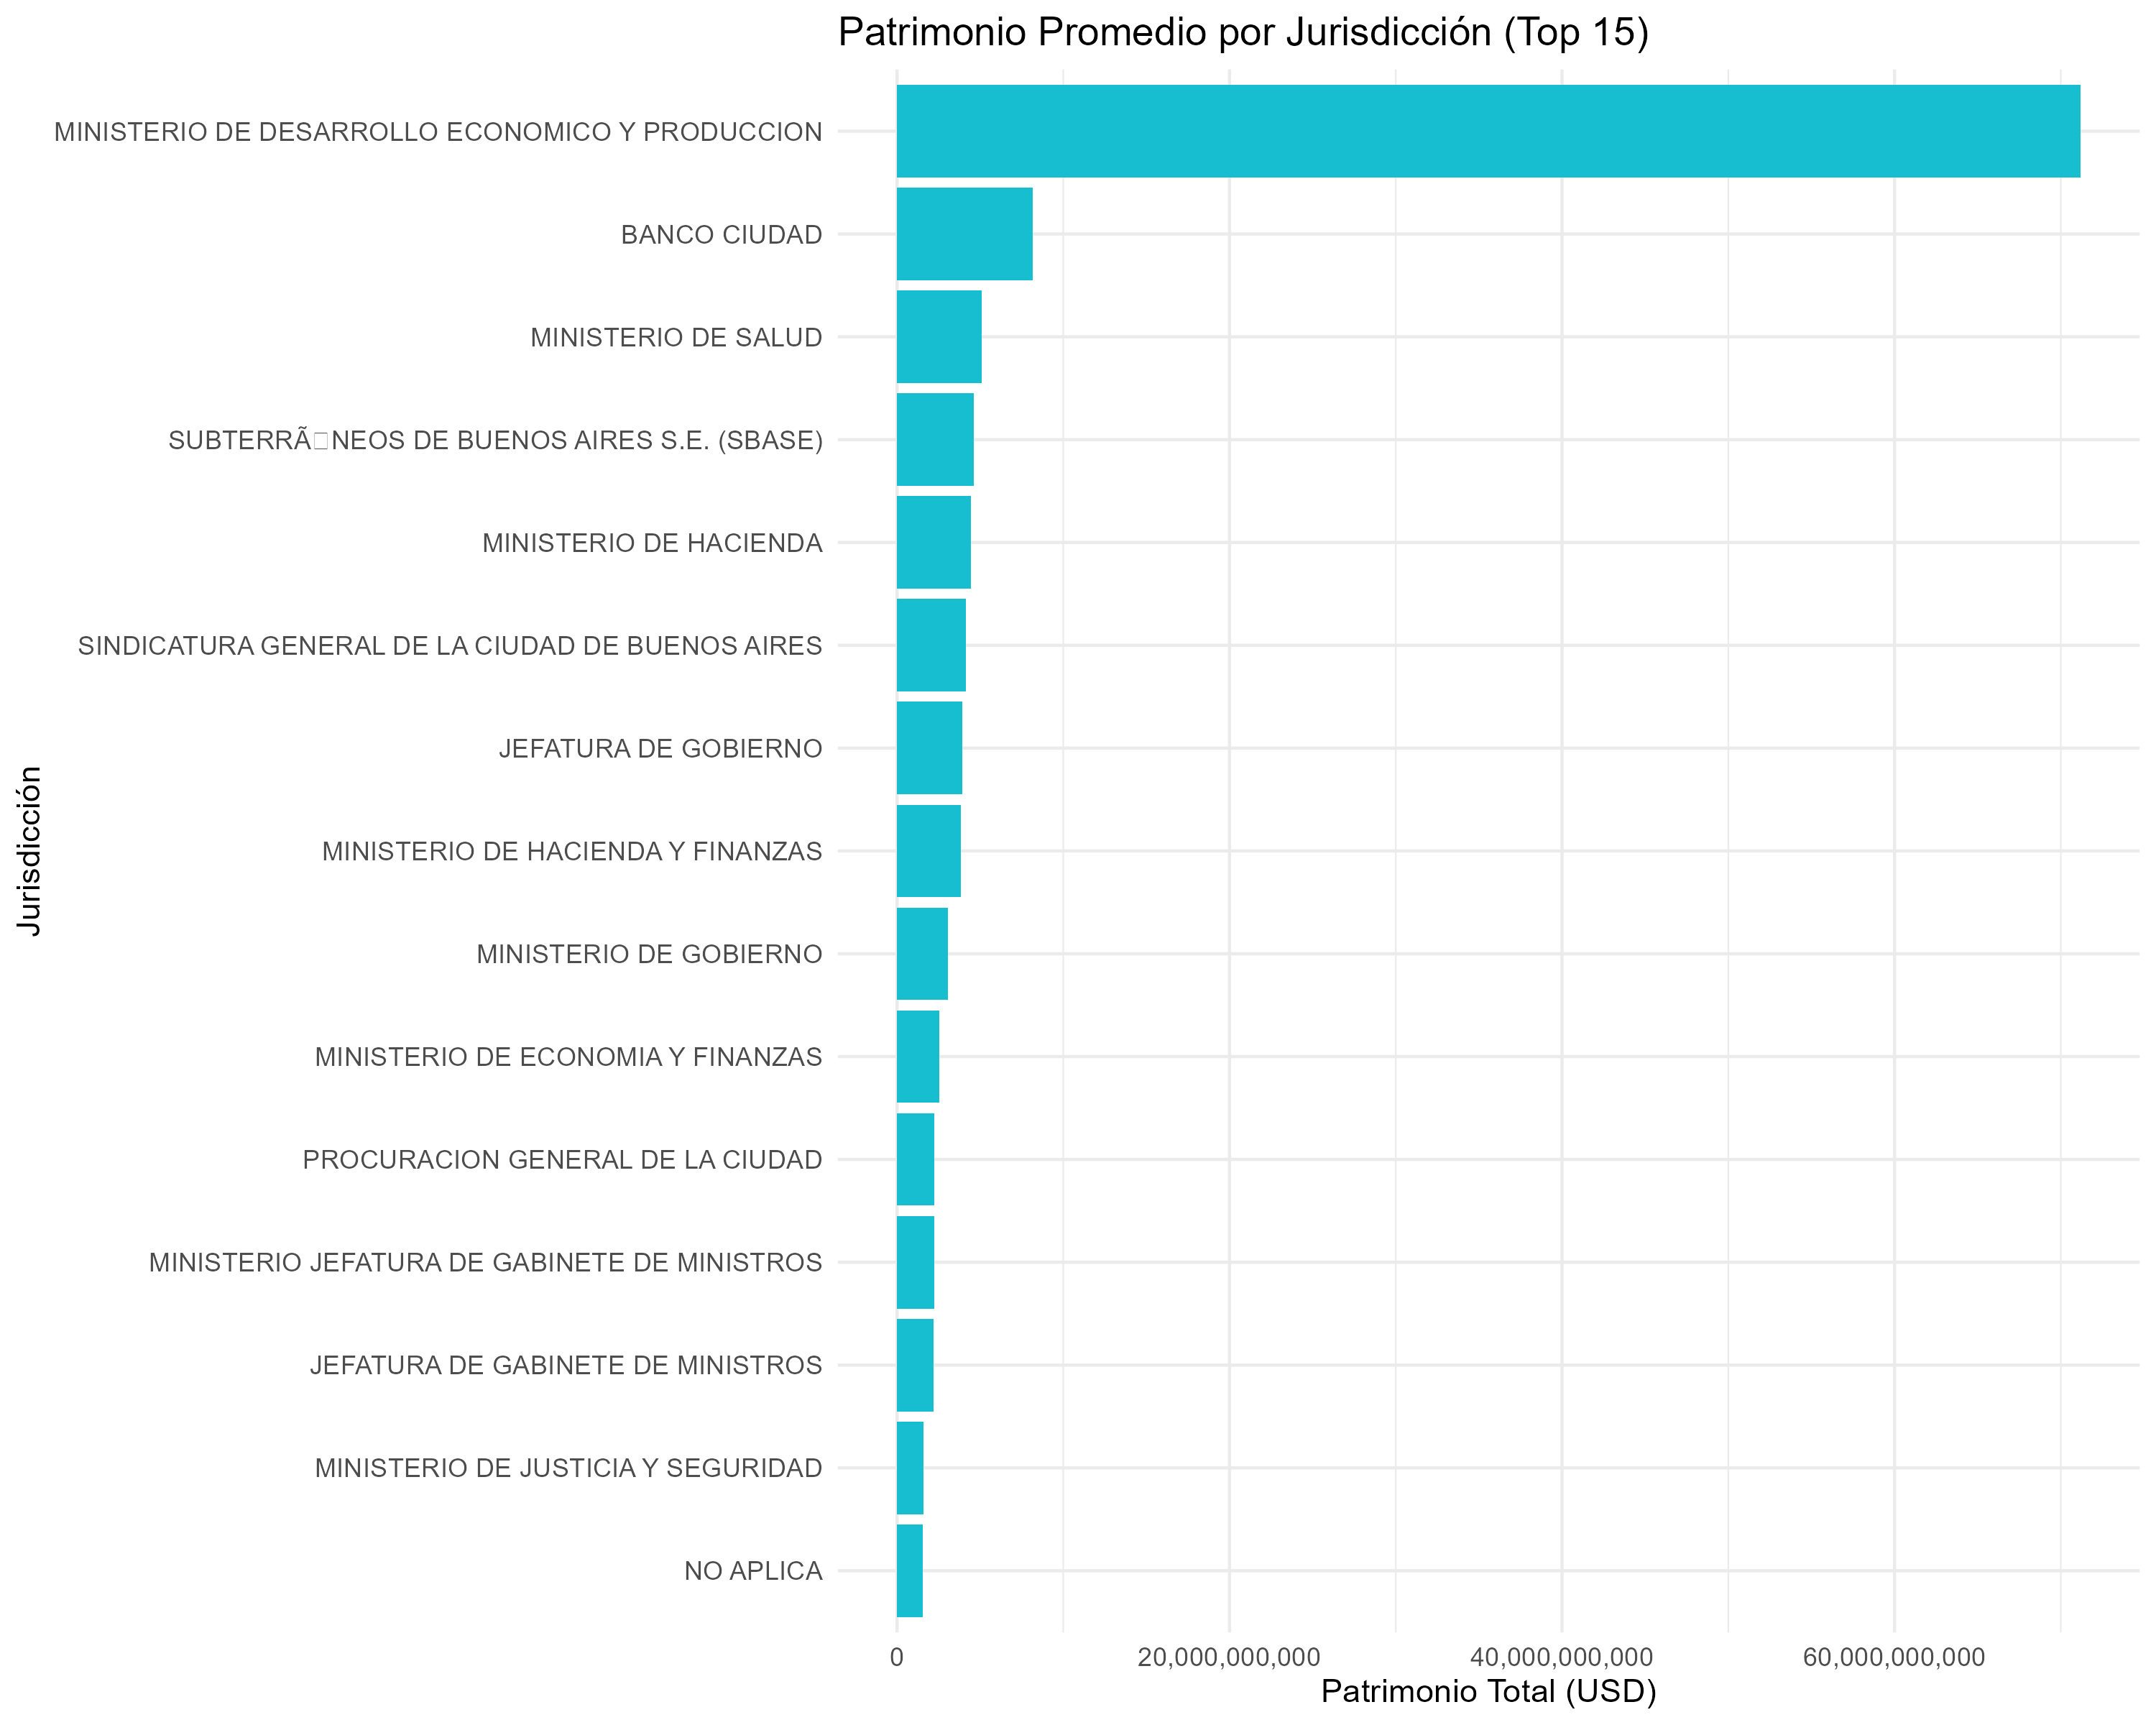 Patrimonio Promedio por Jurisdicción (Top 15)
Jurisdicción
MINISTERIO DE DESARROLLO ECONOMICO Y PRODUCCION
BANCO CIUDAD
MINISTERIO DE SALUD
SUBTERRÃ□NEOS DE BUENOS AIRES S.E. (SBASE)
MINISTERIO DE HACIENDA
SINDICATURA GENERAL DE LA CIUDAD DE BUENOS AIRES
JEFATURA DE GOBIERNO
MINISTERIO DE HACIENDA Y FINANZAS
MINISTERIO DE GOBIERNO
MINISTERIO DE ECONOMIA Y FINANZAS
PROCURACION GENERAL DE LA CIUDAD
MINISTERIO JEFATURA DE GABINETE DE MINISTROS
JEFATURA DE GABINETE DE MINISTROS
MINISTERIO DE JUSTICIA Y SEGURIDAD
NO APLICA
0 20,000,000,000 40,000,000,000 60,000,000,000
Patrimonio Total (USD)